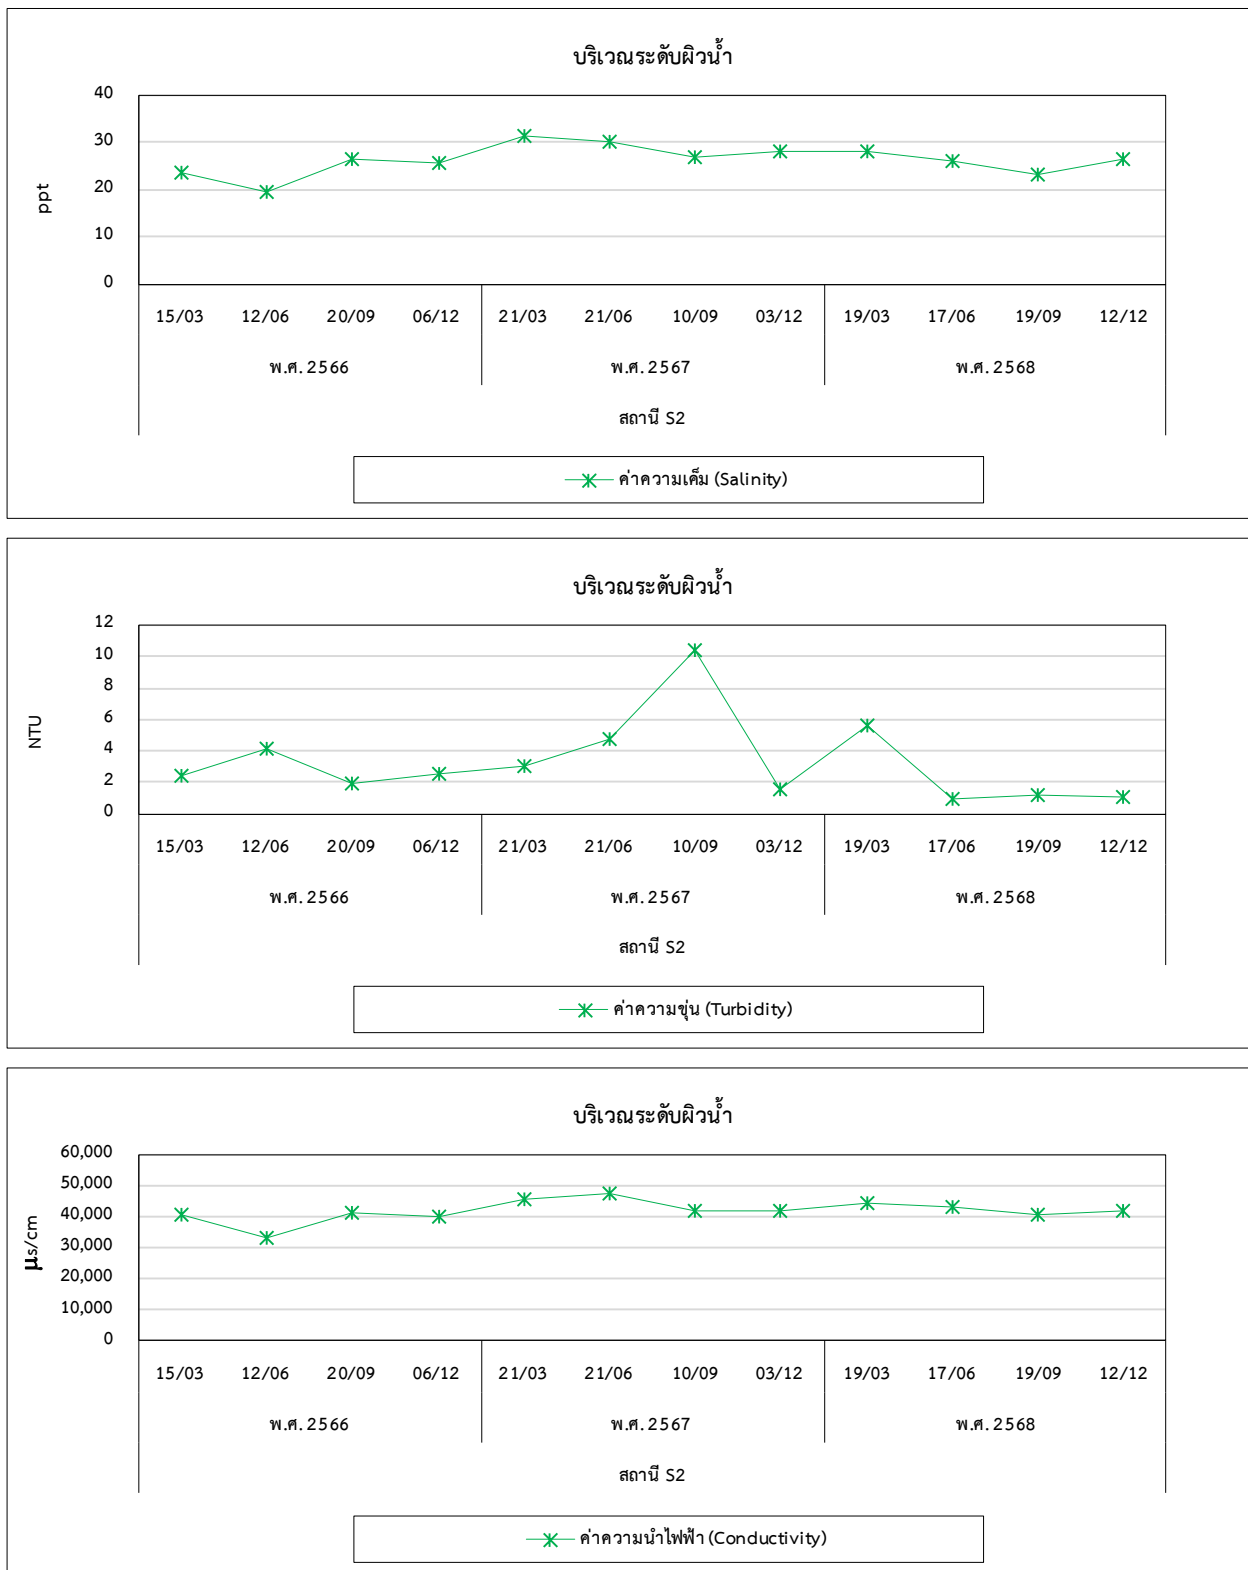 บริเวณระดับผิวน้ำ
40
30
20
10
0
ppt
15/03 12/06 20/09 06/12 21/03 21/06 10/09 03/12 19/03 17/06 19/09 12/12
พ.ศ. 2566 พ.ศ. 2567 พ.ศ. 2568
สถานี S2
ค่าความเค็ม (Salinity)
บริเวณระดับผิวน้ำ
12
10
8
6
4
2
0
NTU
15/03 12/06 20/09 06/12 21/03 21/06 10/09 03/12 19/03 17/06 19/09 12/12
พ.ศ. 2566 พ.ศ. 2567 พ.ศ. 2568
สถานี S2
ค่าความขุ่น (Turbidity)
บริเวณระดับผิวน้ำ
60,000
50,000
40,000
30,000
20,000
10,000
0
µs/cm
15/03 12/06 20/09 06/12 21/03 21/06 10/09 03/12 19/03 17/06 19/09 12/12
พ.ศ. 2566 พ.ศ. 2567 พ.ศ. 2568
สถานี S2
ค่าความนำไฟฟ้า (Conductivity)